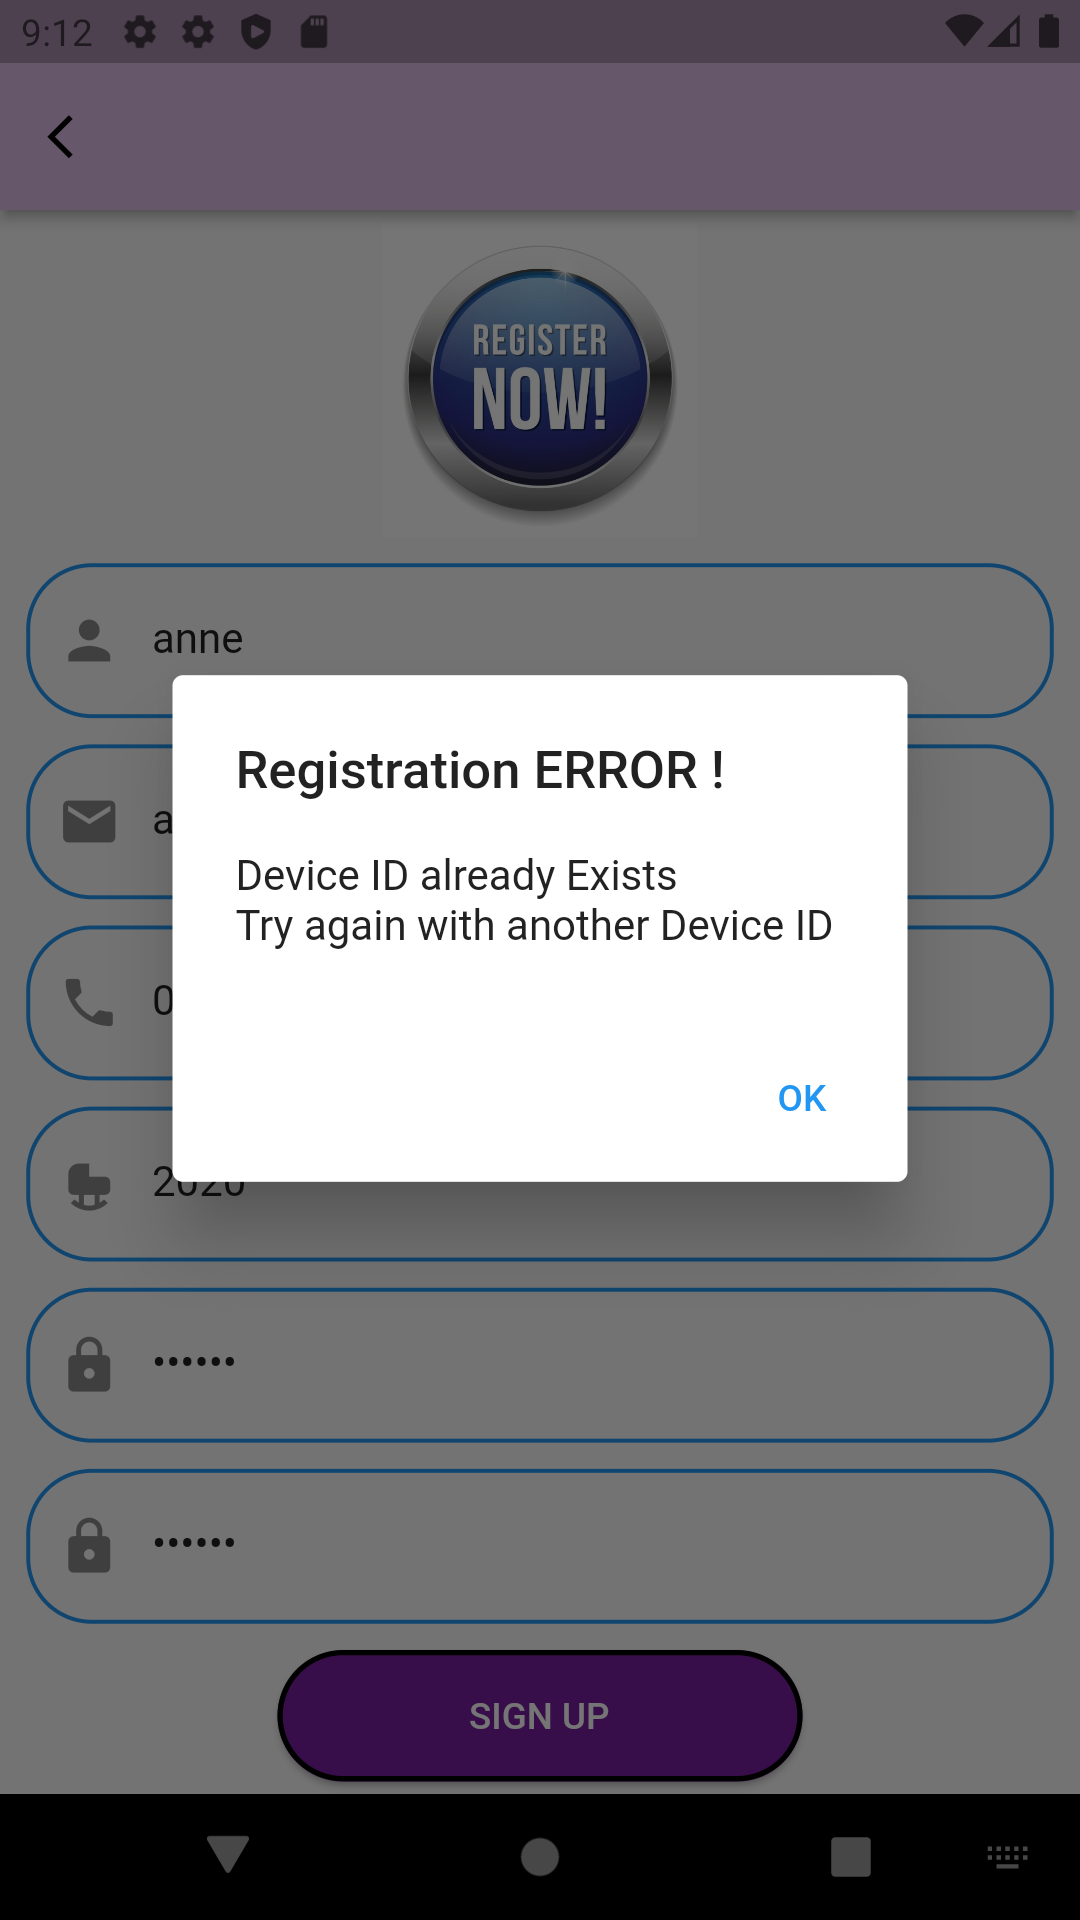 9:12
REGISTER
NOW!
anne
a
0
Registration ERROR !
Device ID already Exists
Try again with another Device ID
OK
2020
••••••
••••••
SIGN UP